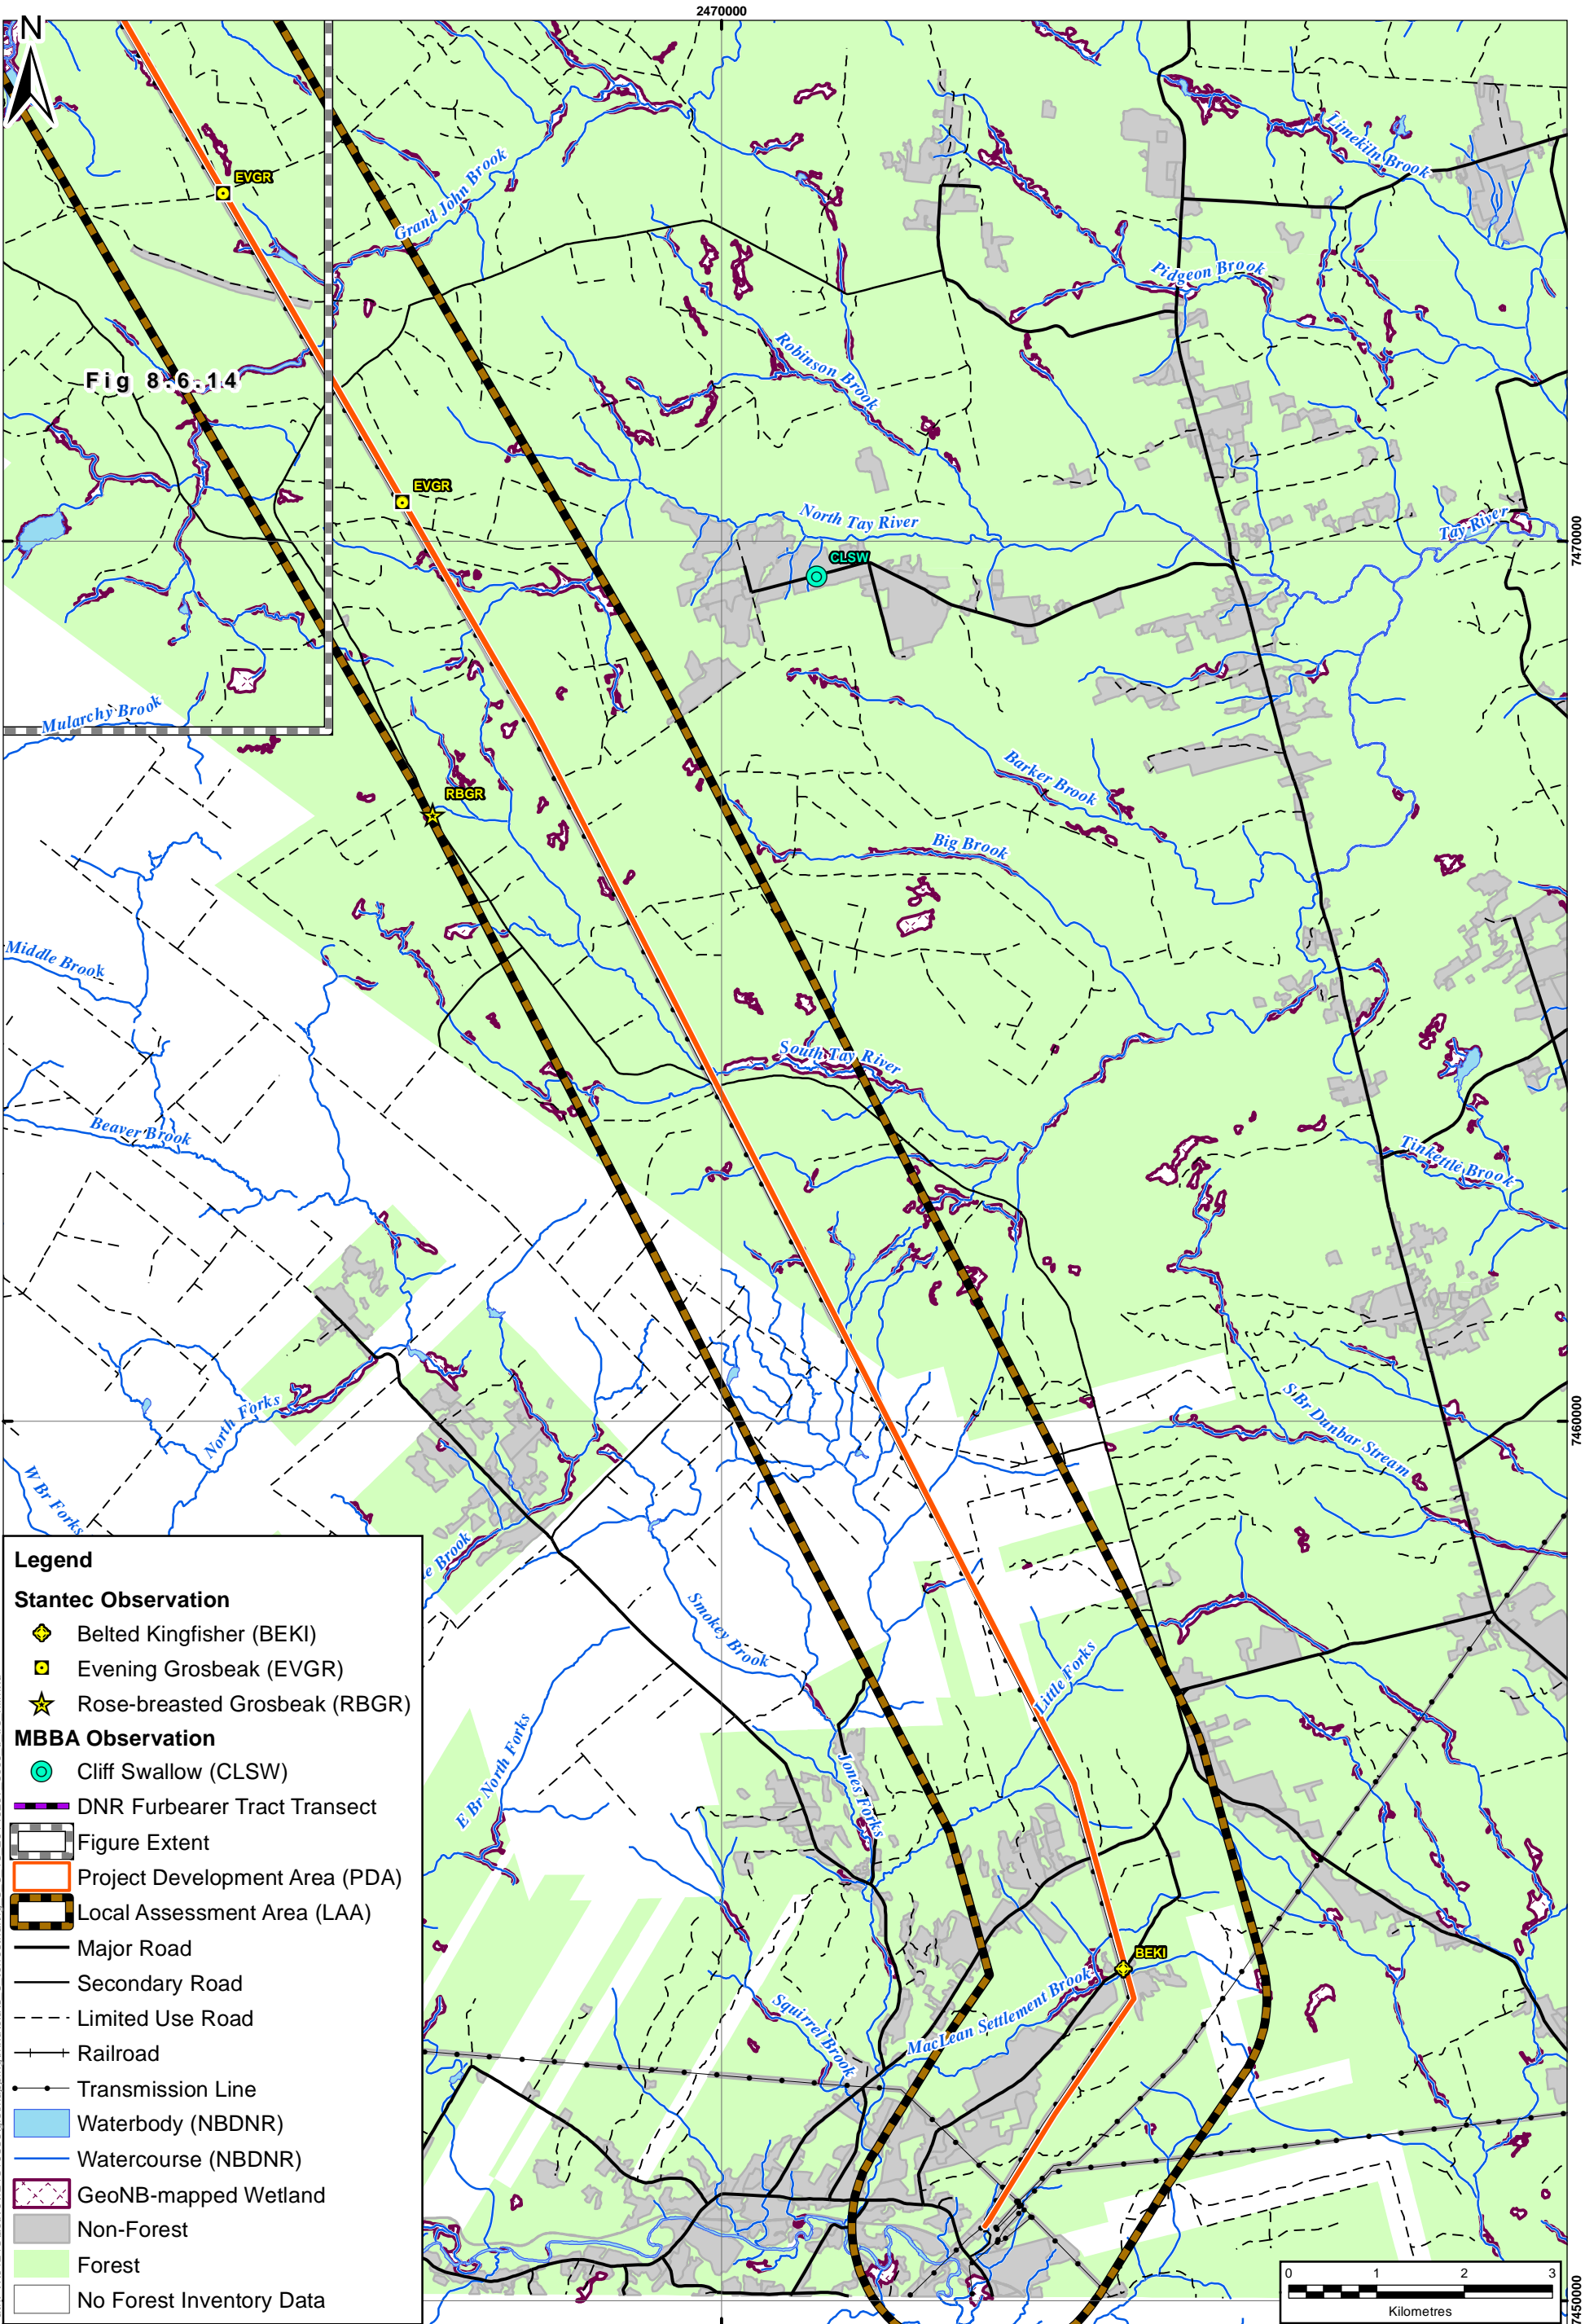 2470000
N
Limekiln Brook
EVGR
Grand John Brook
Pidgeon Brook
Robinson Brook
Fig 8.6.14
EVGR
North Tay River
Tay River
7470000
CLSW
Mularchy Brook
RBGR
Barker Brook
Big Brook
Middle Brook
South Tay River
Beaver Brook
Tinkettle Brook
North Forks
S Br Dunbar Stream
7460000
W Br Forks
le Brook
Smokey Brook
Little Forks
E Br North Forks
Jones Forks
BEKI
MacLean Settlement Brook
Squirrel Brook
Legend
Stantec Observation
Belted Kingfisher (BEKI)
Evening Grosbeak (EVGR)
Rose-breasted Grosbeak (RBGR)
MBBA Observation
Cliff Swallow (CLSW)
DNR Furbearer Tract Transect
Figure Extent
Project Development Area (PDA)
Local Assessment Area (LAA)
Major Road
Secondary Road
Limited Use Road
Railroad
Transmission Line
Waterbody (NBDNR)
Watercourse (NBDNR)
GeoNB-mapped Wetland
Non-Forest
Forest
No Forest Inventory Data
0 1 2 3
Kilometres
7450000